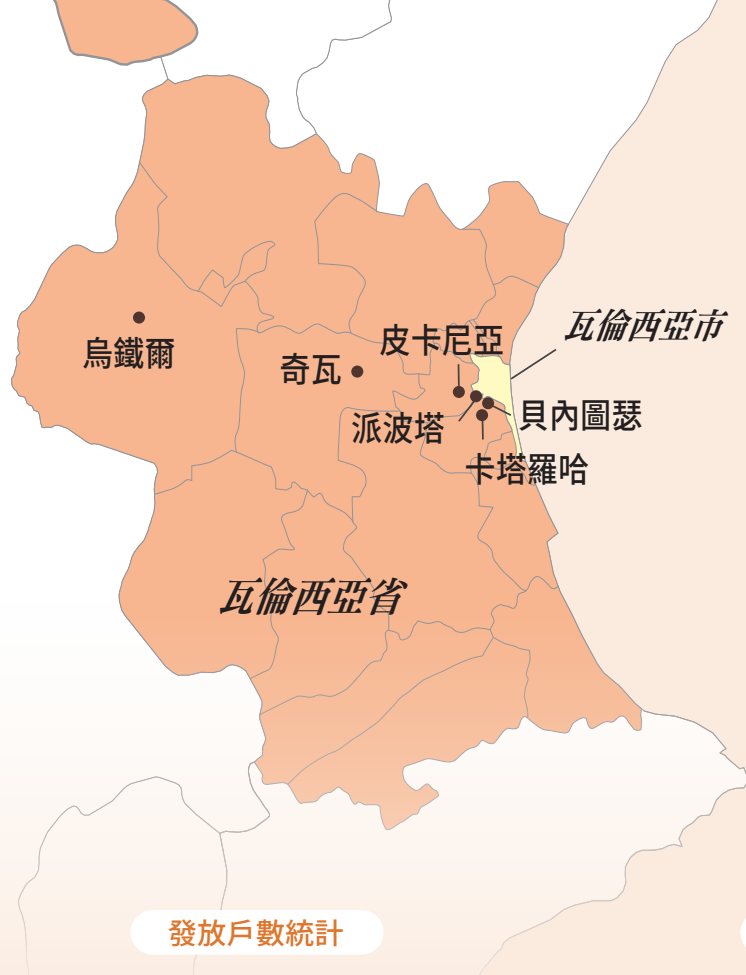 瓦倫西亞市
皮卡尼亞
烏鐵爾
奇瓦
貝內圖瑟
派波塔
卡塔羅哈
瓦倫西亞省
發放戶數統計